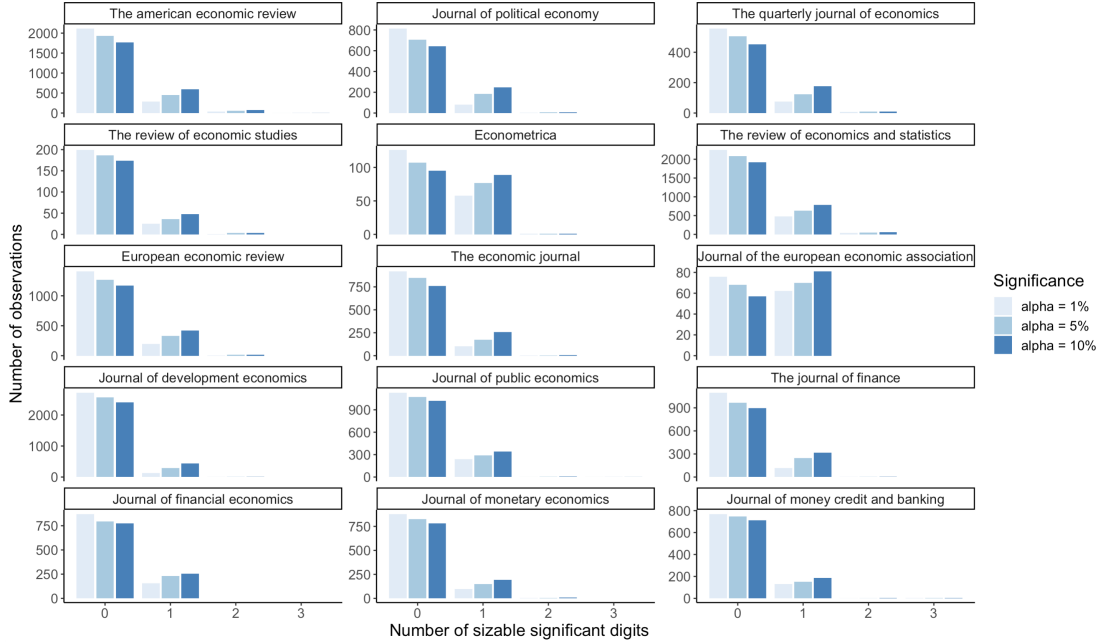 The american economic review
Journal of political economy
The quarterly journal of economics
2000
1500
1000
500
0
800
600
400
200
0
400
200
0
The review of economic studies
Econometrica
The review of economics and statistics
200
150
100
50
0
100
50
0
2000
1500
1000
500
0
European economic review
The economic journal
Journal of the european economic association
1000
500
0
750
500
250
0
80
60
40
20
0
Journal of development economics
Journal of public economics
The journal of finance
2000
1000
0
900
600
300
0
900
600
300
0
Journal of financial economics
Journal of monetary economics
Journal of money credit and banking
750
500
250
0
750
500
250
0
800
600
400
200
0
0 1 2 3
0 1 2 3
0 1 2 3
Number of sizable significant digits
Number of observations
Significance
alpha = 1%
alpha = 5%
alpha = 10%